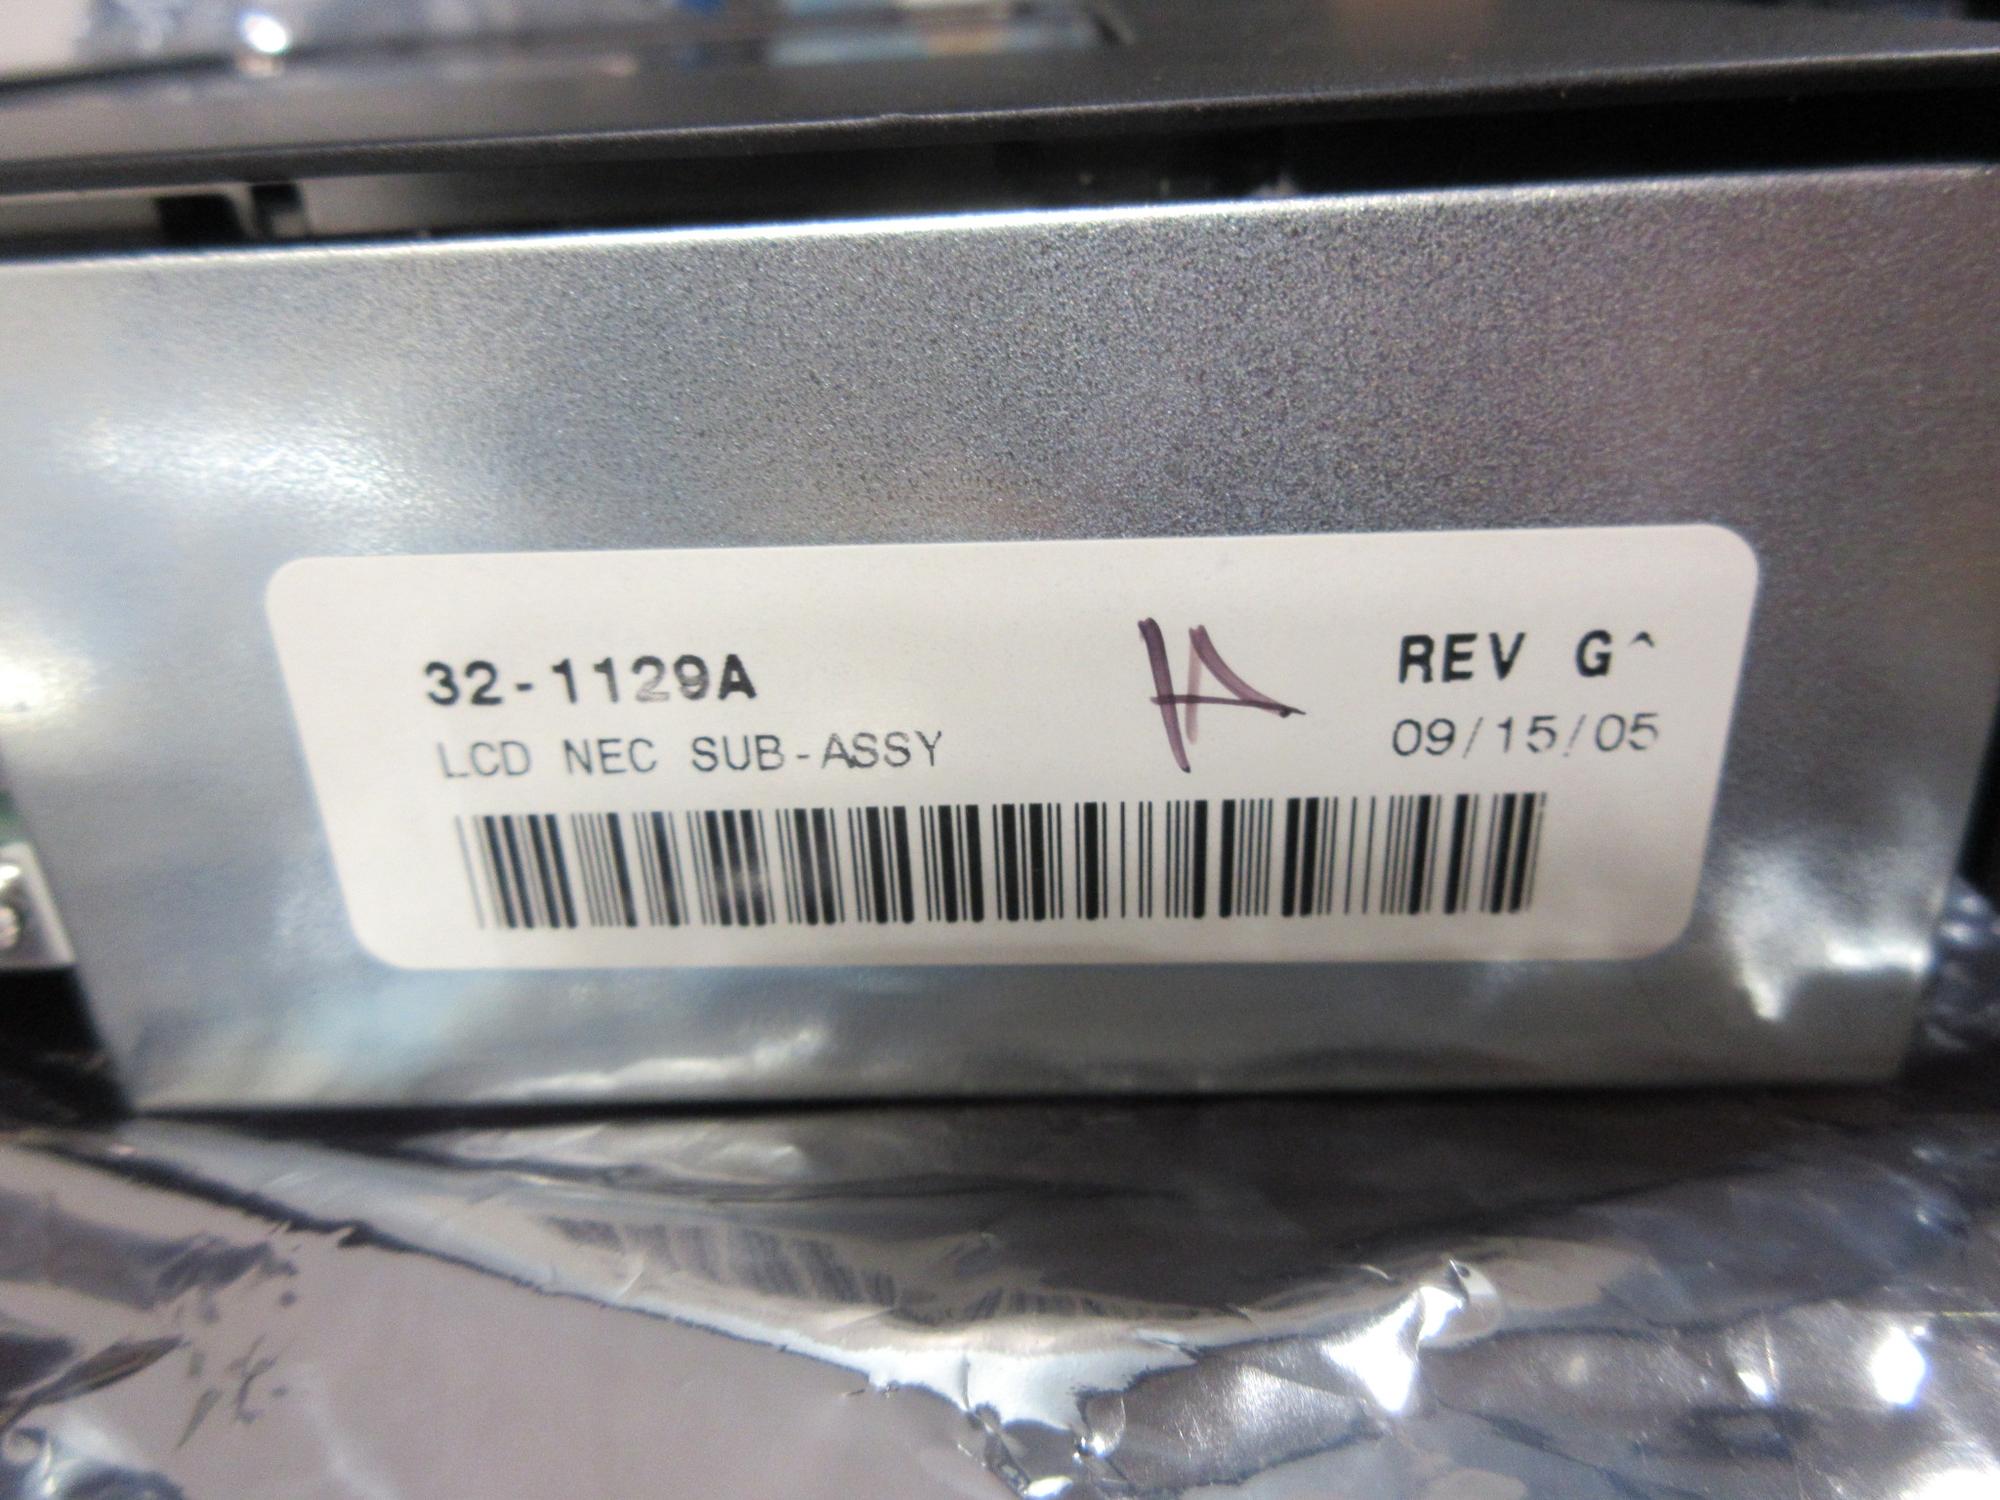 32-1129A REV G^
LCD NEC SUB-ASSY 09/15/05